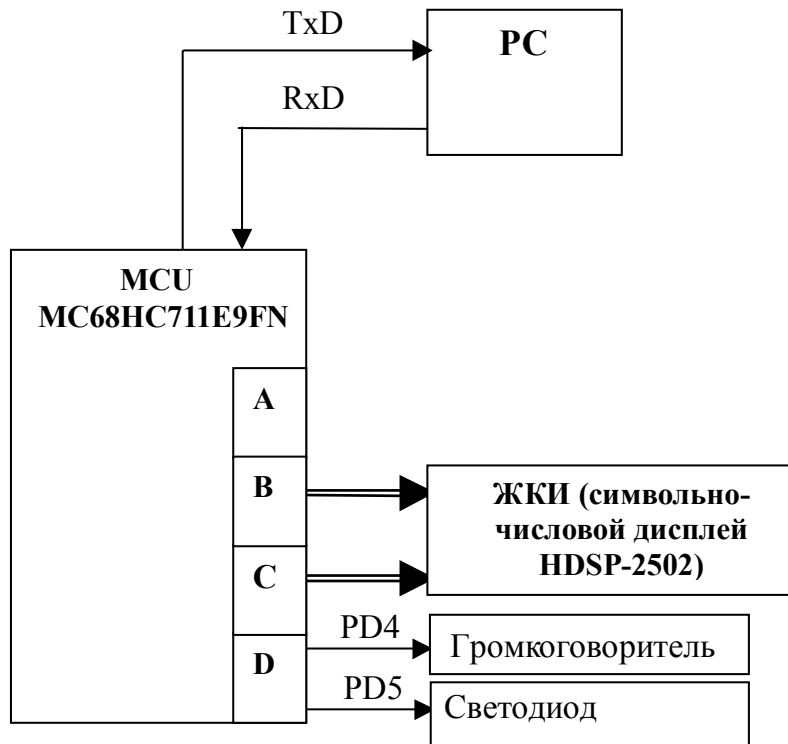 TxD
PC
RxD
MCU
MC68HC711E9FN
A
B
ЖКИ (символьно-
числовой дисплей
HDSP-2502)
C
PD4
Громкоговоритель
D
PD5
Светодиод